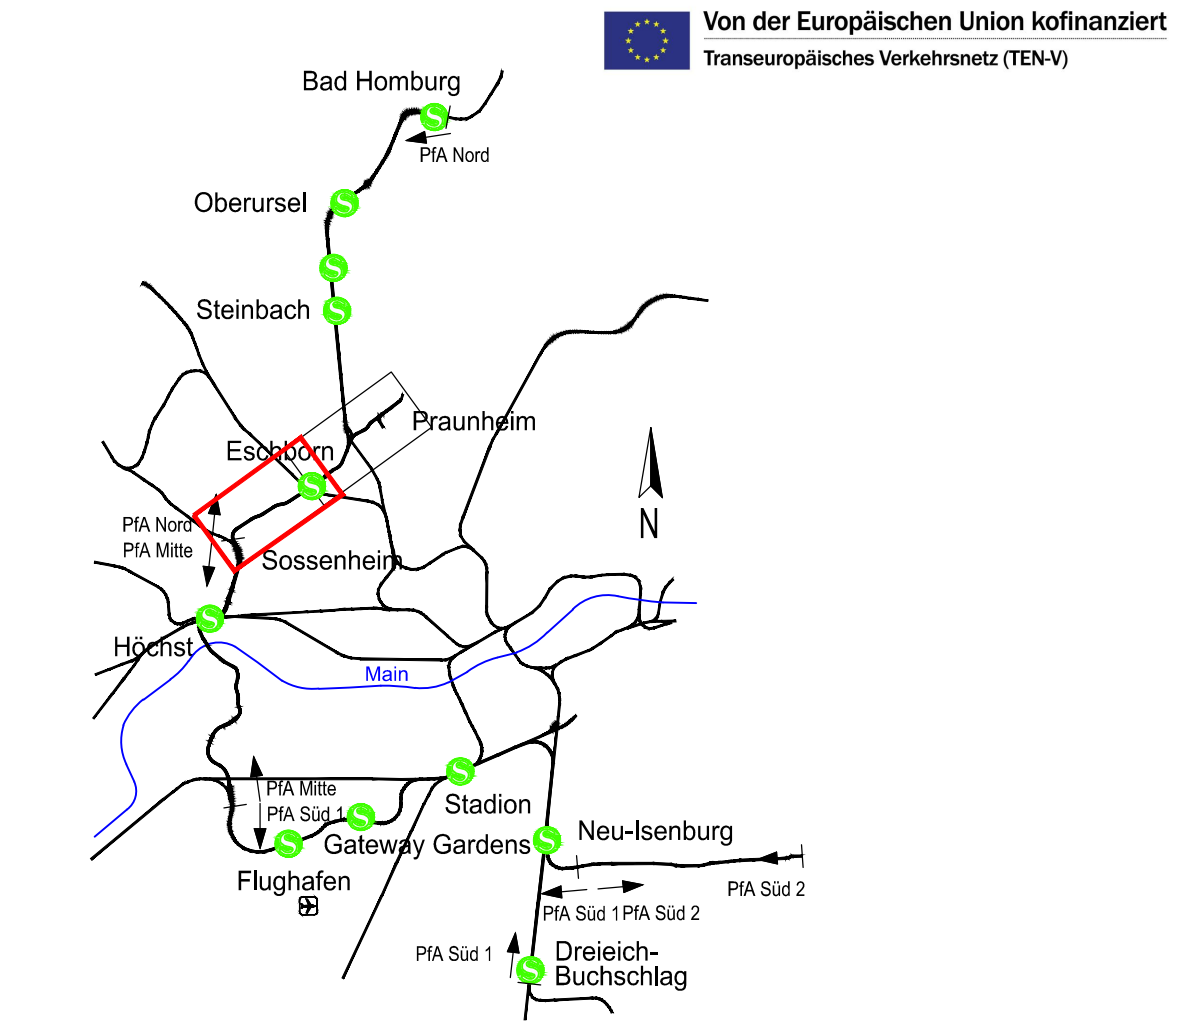 Von der Europäischen Union kofinanziert
Transeuropäisches Verkehrsnetz (TEN-V)
Bad Homburg
PfA Nord
Oberursel
Steinbach
Praunheim
Eschborn
PfA Nord
PfA Mitte
N
Sossenheim
Höchst
Main
PfA Mitte
PfA Süd 1
Stadion
Gateway Gardens
Neu-Isenburg
Flughafen
PfA Süd 2
PfA Süd 1
PfA Süd 2
PfA Süd 1
Dreieich-
Buchschlag
S
S
S
S
S
S
S
S
S
S
S